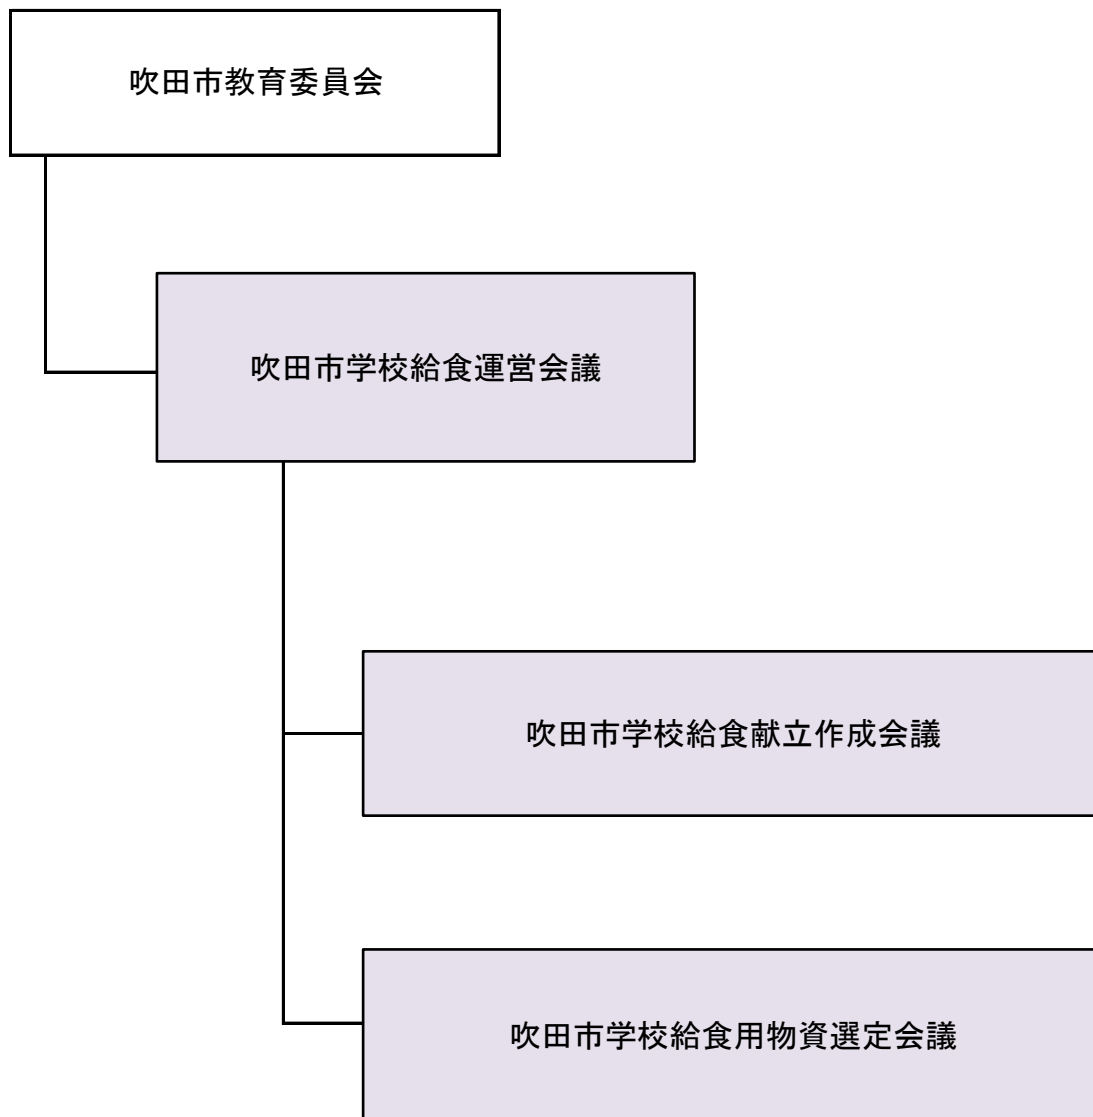 吹田市教育委員会
吹田市学校給食運営会議
吹田市学校給食献立作成会議
吹田市学校給食用物資選定会議